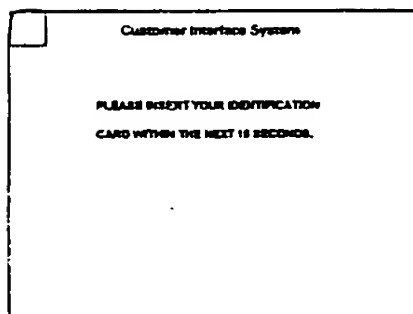 Customer Interface System
PLEASE INSERT YOUR IDENTIFICATION
CARD WITHIN THE NEXT 15 SECONDS.